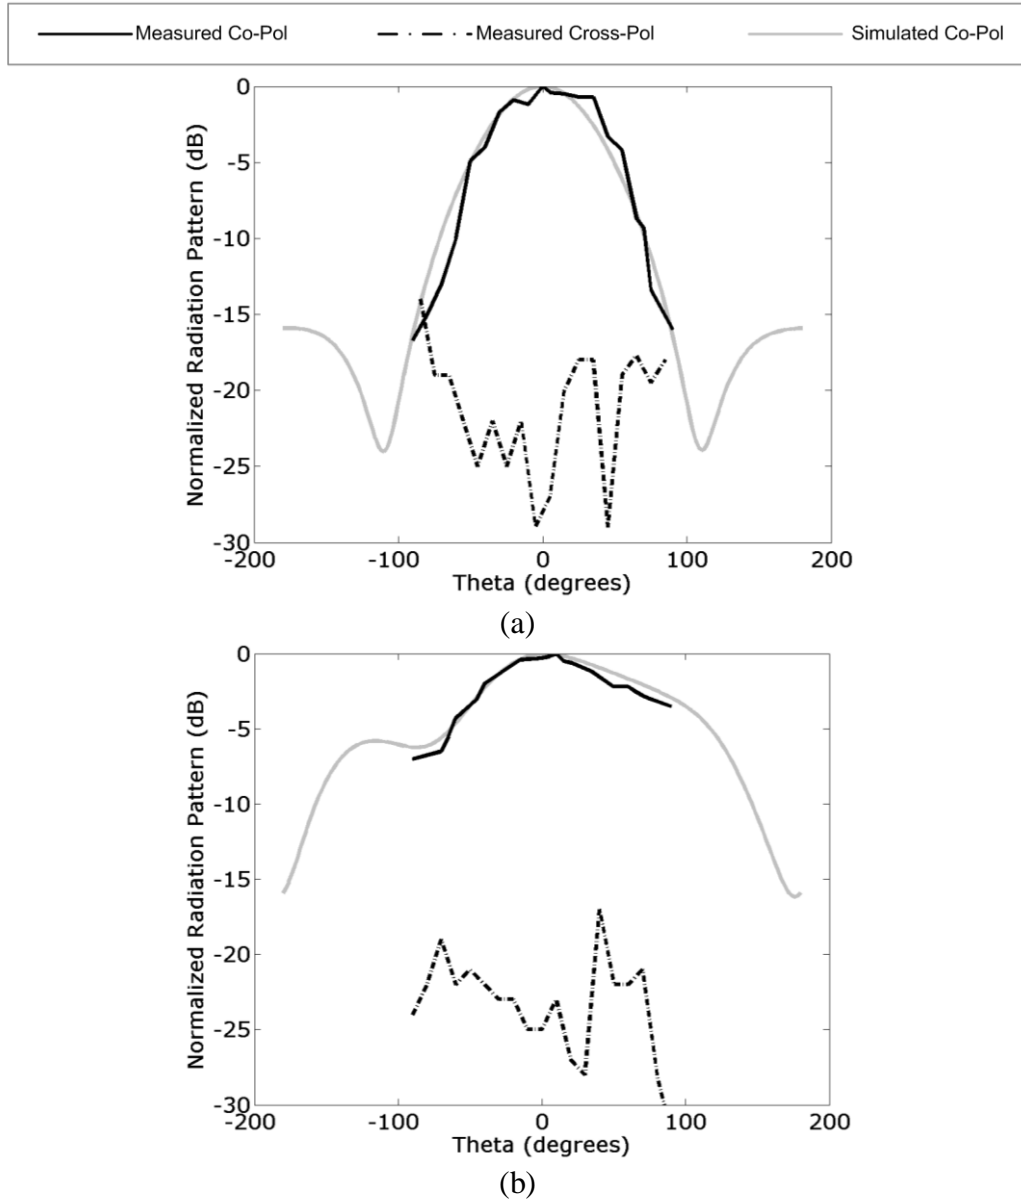 Measured Co-Pol Measured Cross-Pol Simulated Co-Pol
0
-5
-10
-15
-20
-25
-30
Normalized Radiation Pattern (dB)
-200 -100 0 100 200
Theta (degrees)
(a)
0
-5
-10
-15
-20
-25
-30
Normalized Radiation Pattern (dB)
-200 -100 0 100 200
Theta (degrees)
(b)